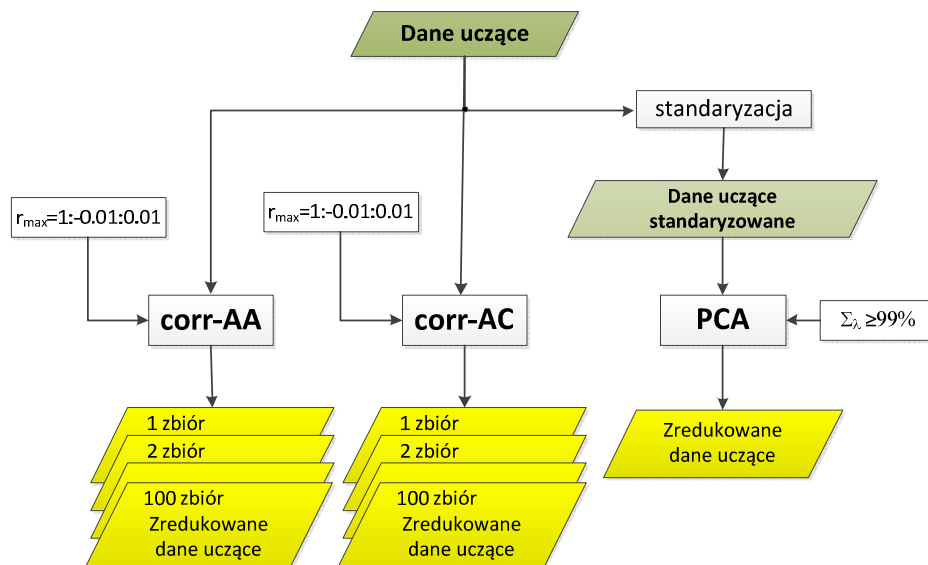 Dane uczące
standaryzacja
r_max=1:-0.01:0.01
r_max=1:-0.01:0.01
Dane uczące
standaryzowane
corr-AA
corr-AC
PCA
Σ_λ ≥99%
1 zbiór
2 zbiór
100 zbiór
Zredukowane
dane uczące
1 zbiór
2 zbiór
100 zbiór
Zredukowane
dane uczące
Zredukowane
dane uczące